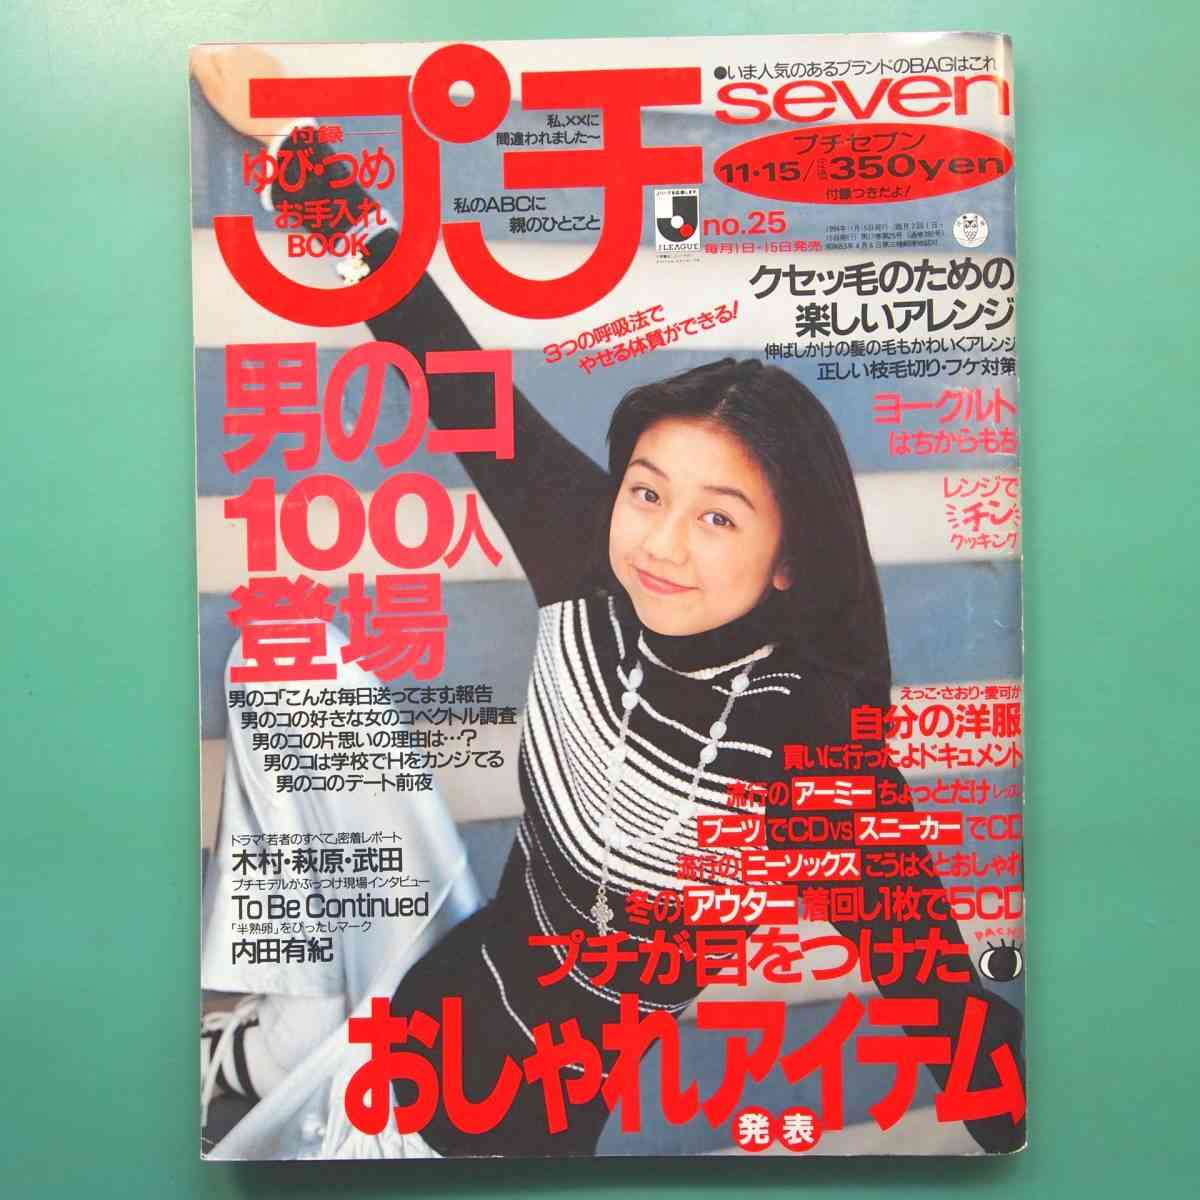 プチ
seven
●いま人気のあるブランドのBAGはこれ
プチセブン
11・15/定価350yen
付録つきだよ!
no.25
毎月1日・15日発売
J.LEAGUE
付録
ゆび・つめ
お手入れ
BOOK
私、××に
間違われました〜
私のABCに
親のひとこと
3つの呼吸法で
やせる体質ができる!
クセッ毛のための
楽しいアレンジ
伸ばしかけの髪の毛もかわいくアレンジ
正しい枝毛切り・フケ対策
ヨーグルト
はちからもち
レンジで
チン
クッキング
男のコ
100人
登場
男のコ「こんな毎日送ってます」報告
男のコの好きな女のコベクトル調査
男のコの片思いの理由は…?
男のコは学校でHをカンジてる
男のコのデート前夜
ドラマ「若者のすべて」密着レポート
木村・萩原・武田
プチモデルがぶっつけ現場インタビュー
To Be Continued
「半熟卵」をぴったしマーク
内田有紀
えっこ・さおり・愛可が
自分の洋服
買いに行ったよドキュメント
流行のアーミーちょっとだけレッスン
ブーツでCDvsスニーカーでCD
流行のニーソックスこうはくとおしゃれ
冬のアウター着回し1枚で5CD
プチが目をつけた
PACHI
おしゃれアイテム
発表